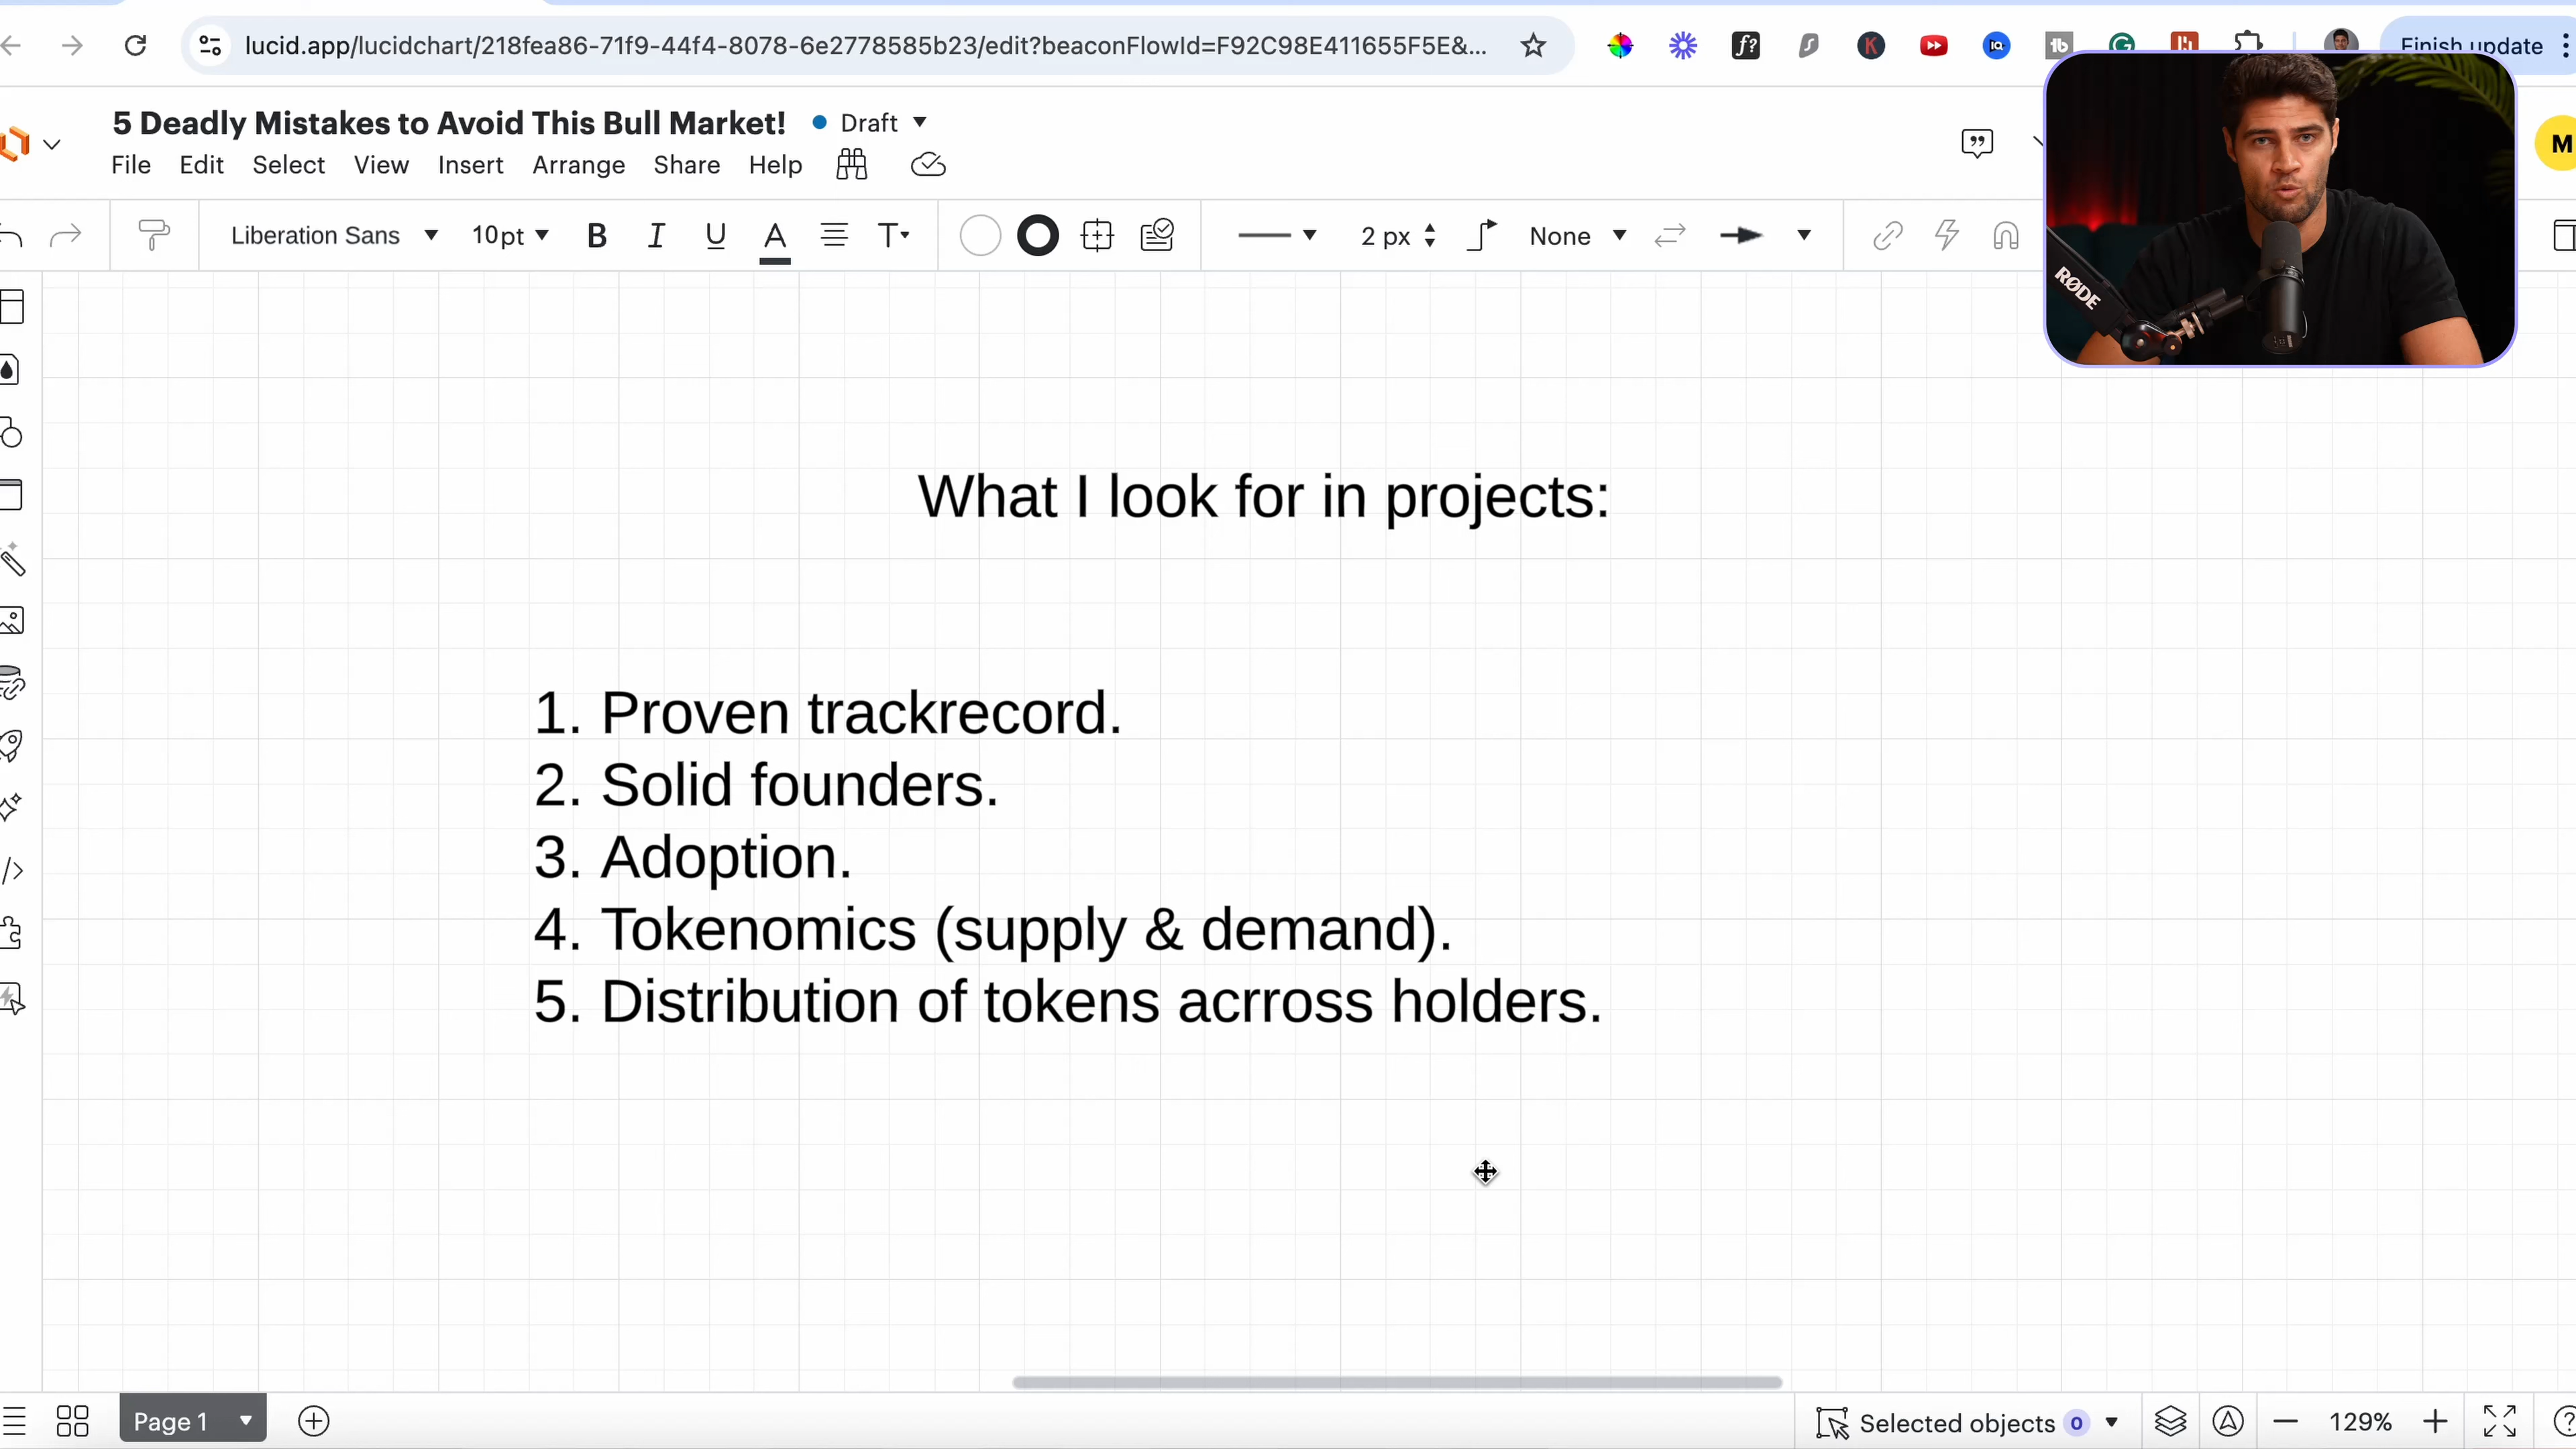 lucid.app/lucidchart/218fea86-71f9-44f4-8078-6e2778585b23/edit?beaconFlowId=F92C98E411655F5E&...
Finish update
5 Deadly Mistakes to Avoid This Bull Market! Draft
File Edit Select View Insert Arrange Share Help
M
Liberation Sans 10pt B I U A T 2 px None
RØDE
What I look for in projects:
1. Proven trackrecord.
2. Solid founders.
3. Adoption.
4. Tokenomics (supply & demand).
5. Distribution of tokens acrross holders.
Page 1 Selected objects 0 129%